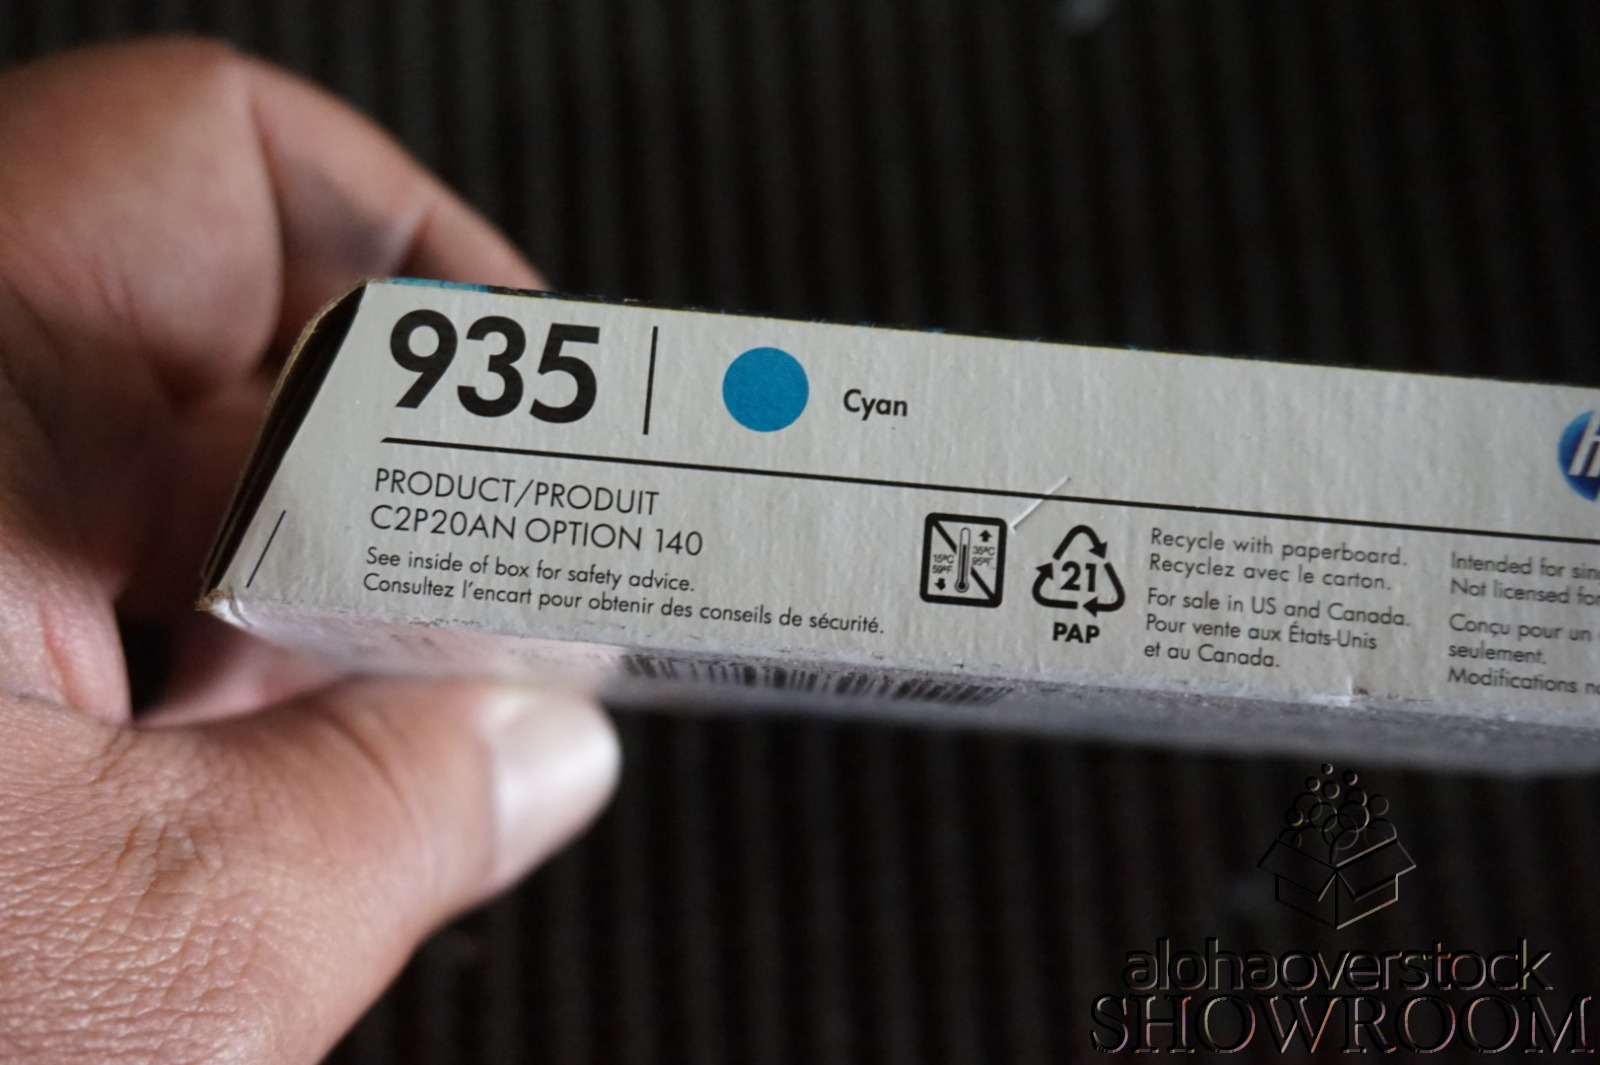 935
Cyan
PRODUCT/PRODUIT
C2P20AN OPTION 140
See inside of box for safety advice.
Consultez l'encart pour obtenir des conseils de sécurité.
15°C
59°F
35°C
95°F
21
PAP
Recycle with paperboard.
Recyclez avec le carton.
For sale in US and Canada.
Pour vente aux États-Unis
et au Canada.
Intended for
Not licensed
Conçu pour un
seulement.
Modifications
alohaoverstock
SHOWROOM